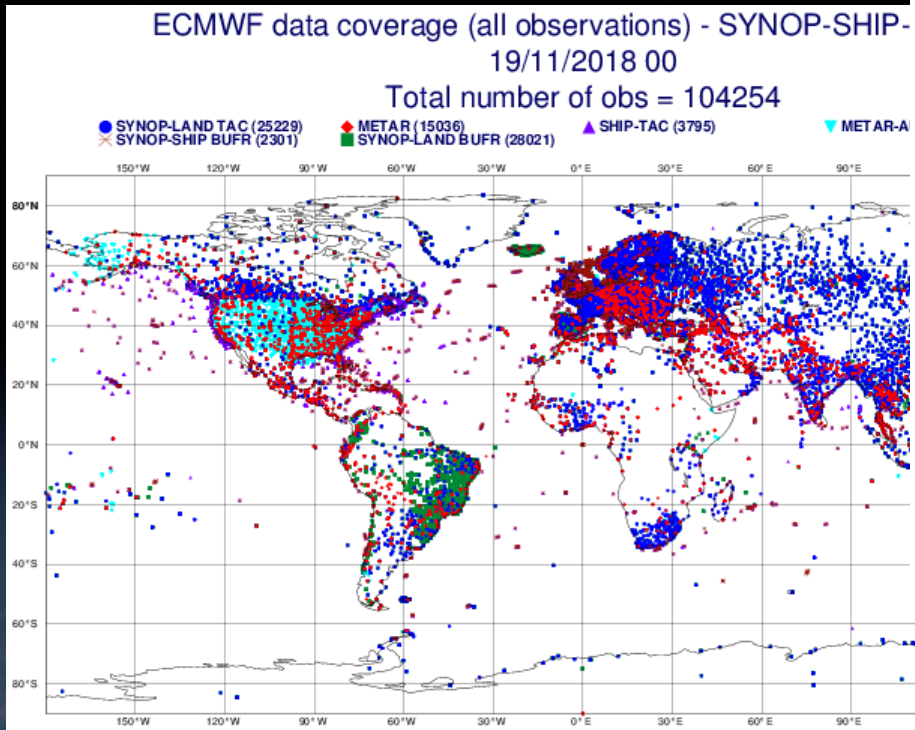 ECMWF data coverage (all observations) - SYNOP-SHIP-
19/11/2018 00
Total number of obs = 104254
SYNOP-LAND TAC (25229) METAR (15036) SHIP-TAC (3795) METAR-A
SYNOP-SHIP BUFR (2301) SYNOP-LAND BUFR (28021)
150°W 120°W 90°W 60°W 30°W 0°E 30°E 60°E 90°E
80°N
60°N
40°N
20°N
0°N
20°S
40°S
60°S
80°S
150°W 120°W 90°W 60°W 30°W 0°E 30°E 60°E 90°E